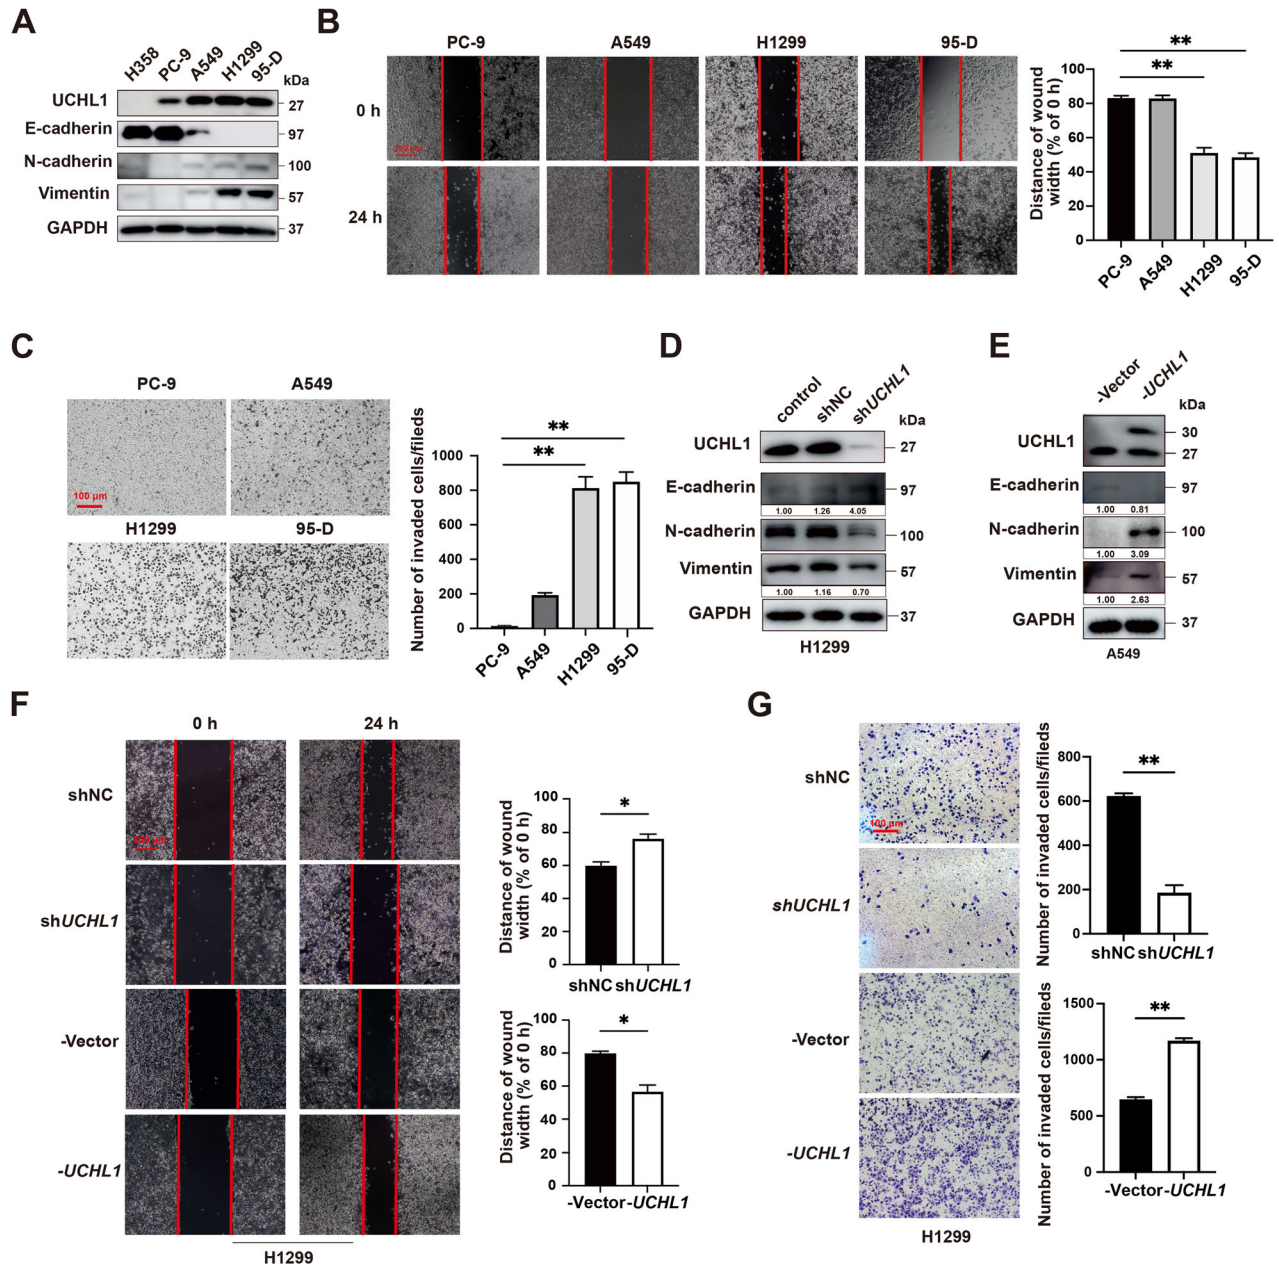 A
H358 PC-9 A549 H1299 95-D
kDa
UCHL1 27
E-cadherin 97
N-cadherin 100
Vimentin 57
GAPDH 37
B
PC-9 A549 H1299 95-D
0 h
200 µm
24 h
Distance of wound
width (% of 0 h)
100
80
60
40
20
0
** **
PC-9 A549 H1299 95-D
C
PC-9 A549
100 µm
H1299 95-D
Number of invaded cells/fileds
1000
800
600
400
200
0
** **
PC-9 A549 H1299 95-D
D
control shNC shUCHL1
kDa
UCHL1 27
E-cadherin 97
1.00 1.26 4.05
N-cadherin 100
Vimentin 57
1.00 1.16 0.70
GAPDH 37
H1299
E
-Vector -UCHL1
kDa
UCHL1 30
27
E-cadherin 97
1.00 0.81
N-cadherin 100
1.00 3.09
Vimentin 57
1.00 2.63
GAPDH 37
A549
F
0 h 24 h
shNC
200 µm
shUCHL1
-Vector
-UCHL1
H1299
Distance of wound
width (% of 0 h)
100
80
60
40
20
0
*
shNC shUCHL1
Distance of wound
width (% of 0 h)
100
80
60
40
20
0
*
-Vector -UCHL1
G
shNC
100 µm
shUCHL1
-Vector
-UCHL1
H1299
Number of invaded cells/fileds
800
600
400
200
0
**
shNC shUCHL1
Number of invaded cells/fileds
1500
1000
500
0
**
-Vector -UCHL1